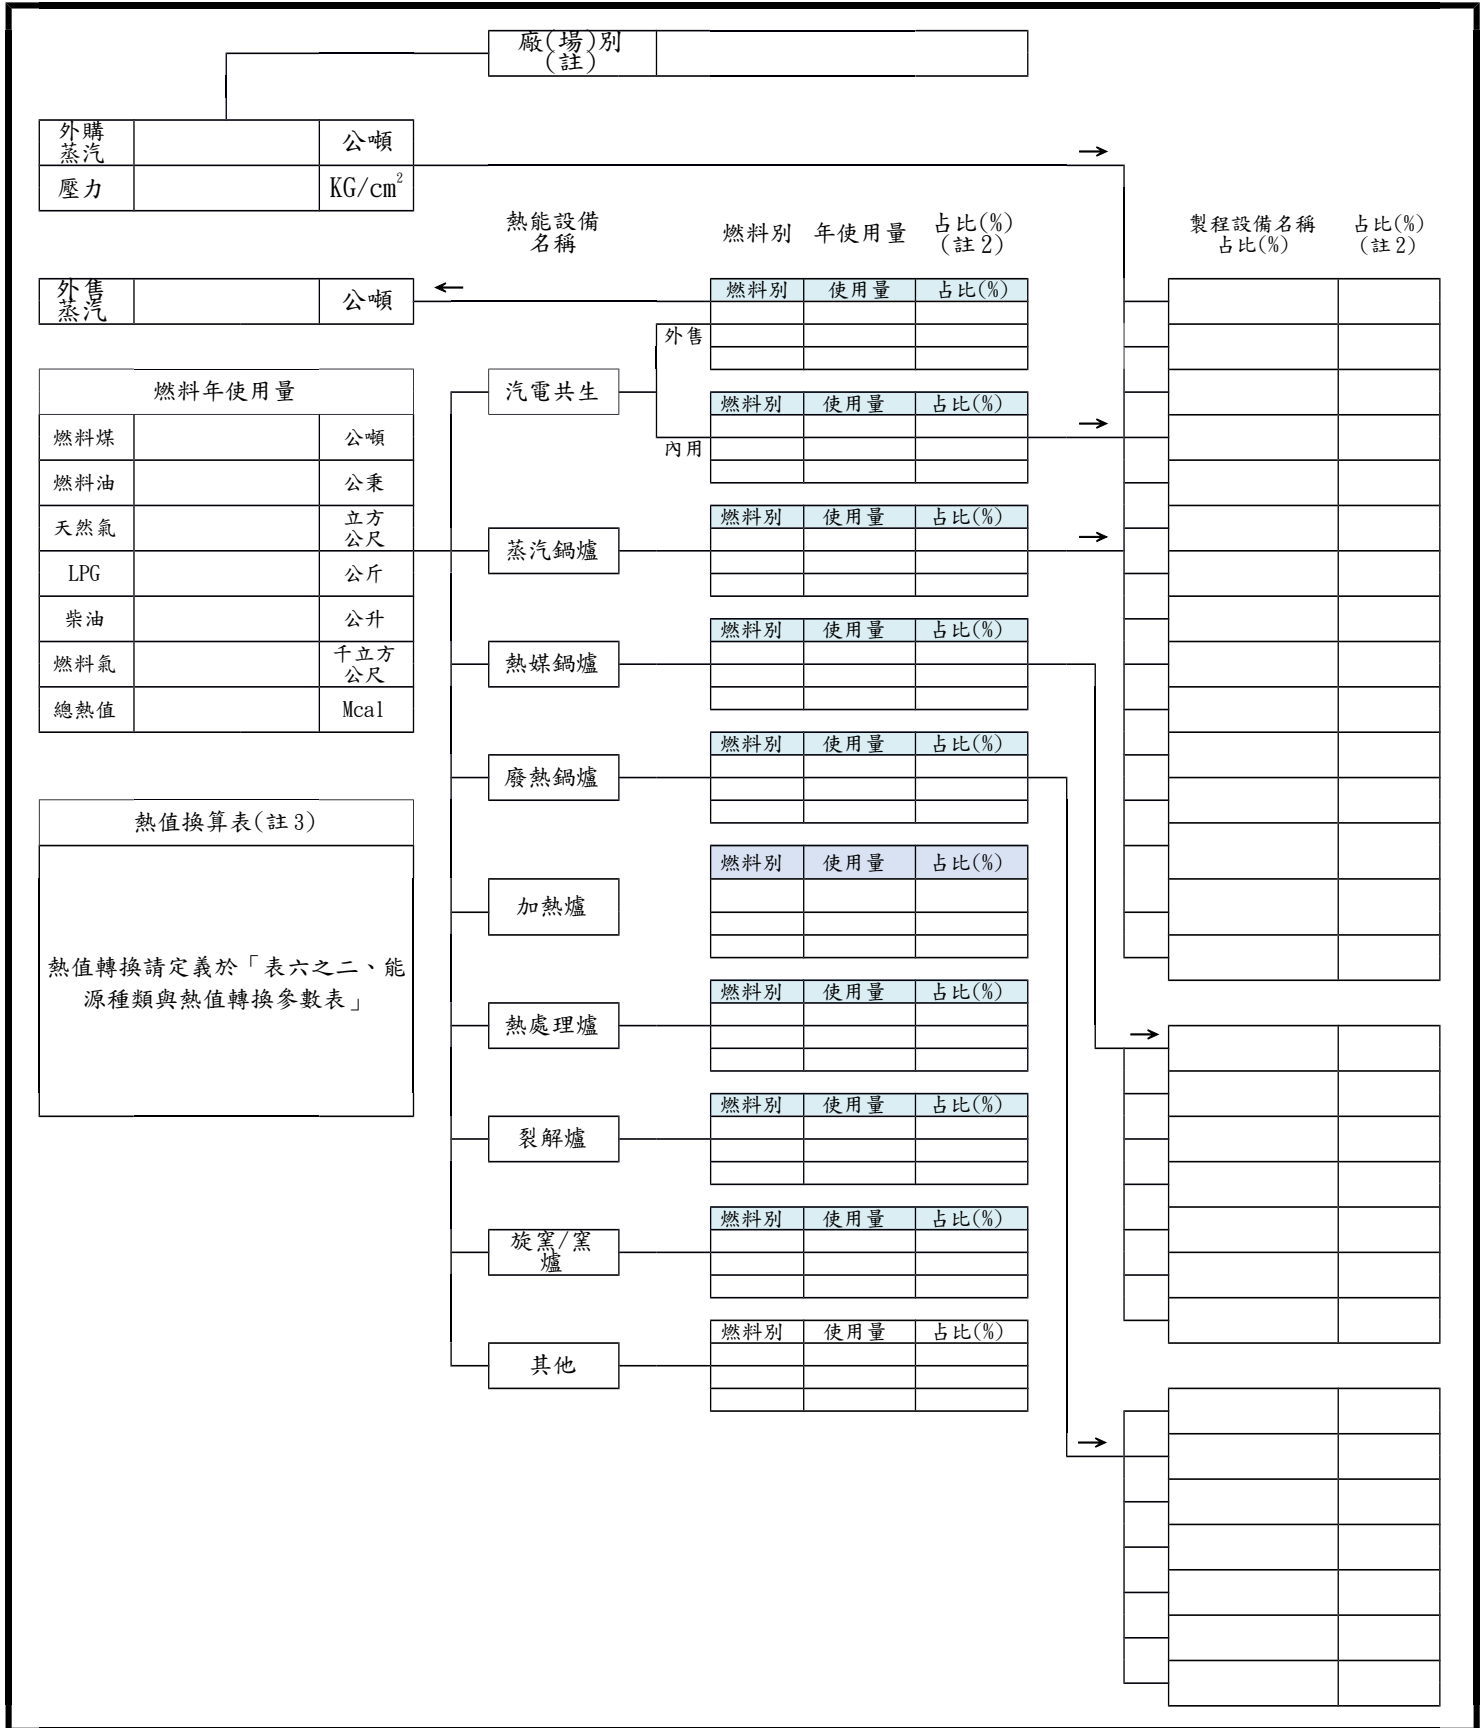 廠(場)別
(註)
外購
蒸汽
公噸
壓力
KG/cm²
熱能設備
名稱
燃料別
年使用量
占比(%)
(註2)
製程設備名稱
占比(%)
占比(%)
(註2)
外售
蒸汽
公噸
燃料別 使用量 占比(%)
外售
燃料年使用量
汽電共生
燃料別 使用量 占比(%)
內用
燃料煤 公噸
燃料油 公秉
天然氣
立方
公尺
LPG 公斤
柴油 公升
燃料氣
千立方
公尺
總熱值 Mcal
燃料別 使用量 占比(%)
蒸汽鍋爐
燃料別 使用量 占比(%)
熱媒鍋爐
燃料別 使用量 占比(%)
廢熱鍋爐
熱值換算表(註3)
熱值轉換請定義於「表六之二、能
源種類與熱值轉換參數表」
燃料別 使用量 占比(%)
加熱爐
燃料別 使用量 占比(%)
熱處理爐
燃料別 使用量 占比(%)
裂解爐
燃料別 使用量 占比(%)
旋窯/窯
爐
燃料別 使用量 占比(%)
其他